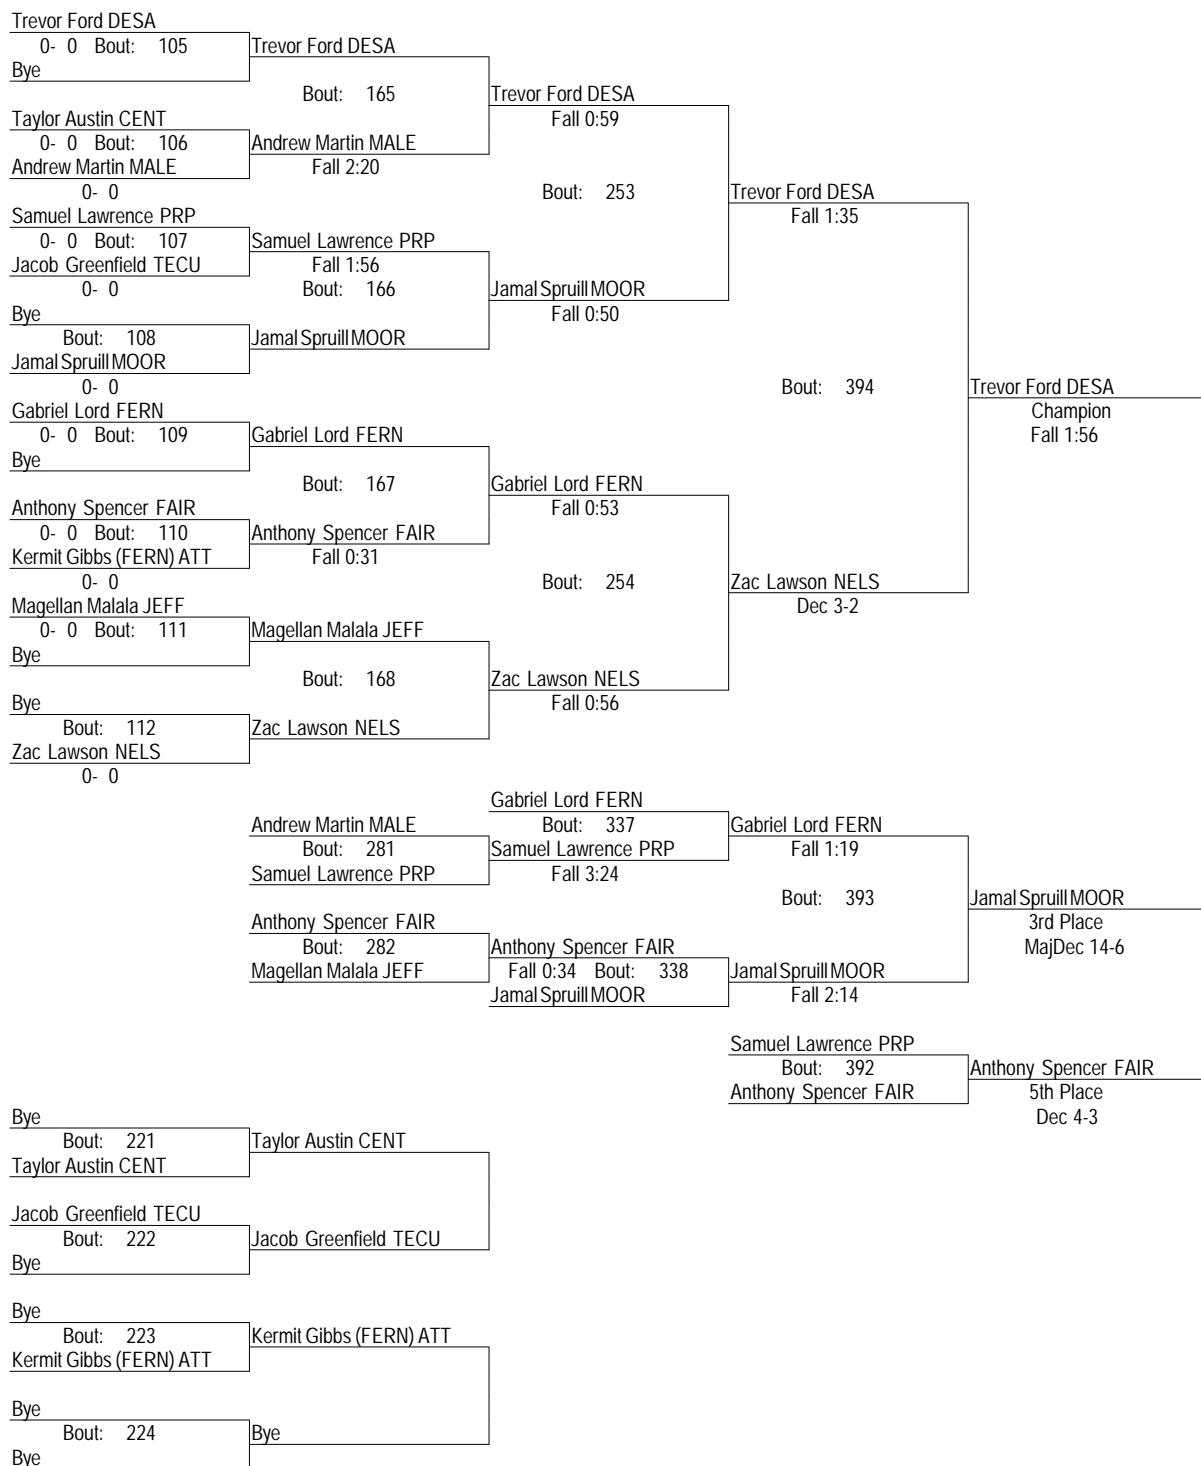 Trevor Ford DESA
0- 0 Bout: 105 Trevor Ford DESA
Bye
Bout: 165 Trevor Ford DESA
Taylor Austin CENT Fall 0:59
0- 0 Bout: 106 Andrew Martin MALE
Andrew Martin MALE Fall 2:20
0- 0 Bout: 253 Trevor Ford DESA
Samuel Lawrence PRP Fall 1:35
0- 0 Bout: 107 Samuel Lawrence PRP
Jacob Greenfield TECU Fall 1:56
0- 0 Bout: 166 Jamal Spruill MOOR
Bye Fall 0:50
Bout: 108 Jamal Spruill MOOR
Jamal Spruill MOOR
0- 0 Bout: 394 Trevor Ford DESA
Gabriel Lord FERN Champion
0- 0 Bout: 109 Gabriel Lord FERN Fall 1:56
Bye
Bout: 167 Gabriel Lord FERN
Anthony Spencer FAIR Fall 0:53
0- 0 Bout: 110 Anthony Spencer FAIR
Kermit Gibbs (FERN) ATT Fall 0:31
0- 0 Bout: 254 Zac Lawson NELS
Magellan Malala JEFF Dec 3-2
0- 0 Bout: 111 Magellan Malala JEFF
Bye
Bout: 168 Zac Lawson NELS
Bye Fall 0:56
Bout: 112 Zac Lawson NELS
Zac Lawson NELS
0- 0
Gabriel Lord FERN
Andrew Martin MALE Bout: 337 Gabriel Lord FERN
Bout: 281 Samuel Lawrence PRP Fall 1:19
Samuel Lawrence PRP Fall 3:24
Bout: 393 Jamal Spruill MOOR
Anthony Spencer FAIR 3rd Place
Bout: 282 Anthony Spencer FAIR MajDec 14-6
Magellan Malala JEFF Fall 0:34 Bout: 338 Jamal Spruill MOOR
Jamal Spruill MOOR Fall 2:14
Samuel Lawrence PRP
Bout: 392 Anthony Spencer FAIR
Anthony Spencer FAIR 5th Place
Bye Dec 4-3
Bout: 221 Taylor Austin CENT
Taylor Austin CENT
Jacob Greenfield TECU
Bout: 222 Jacob Greenfield TECU
Bye
Bye
Bout: 223 Kermit Gibbs (FERN) ATT
Kermit Gibbs (FERN) ATT
Bye
Bout: 224 Bye
Bye